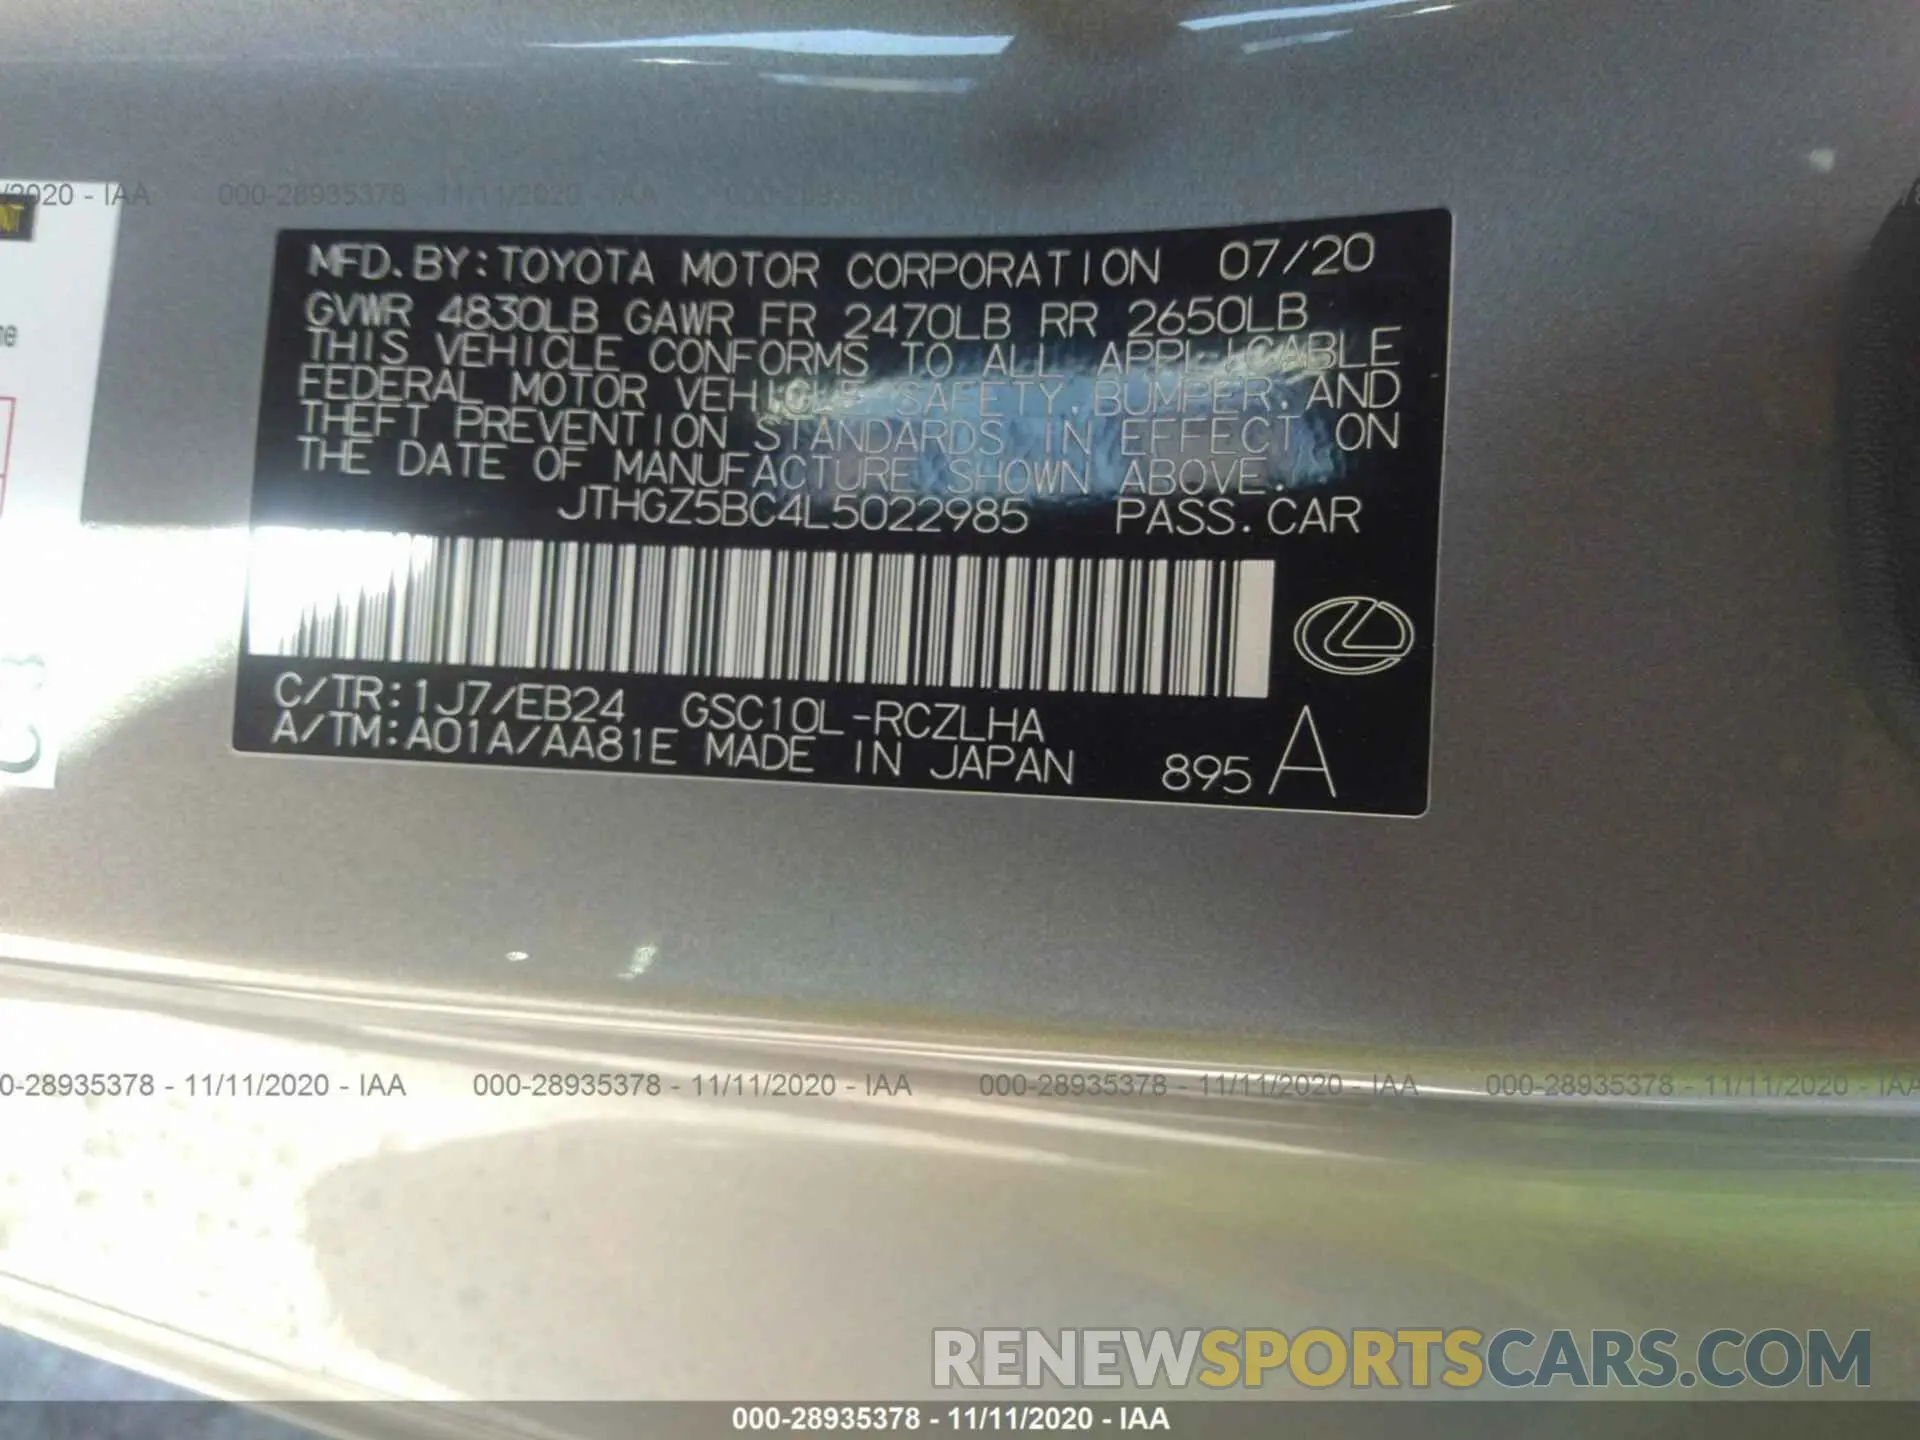 /2020 - IAA 000-28935378 - 11/11/2020 - IAA
MFD. BY: TOYOTA MOTOR CORPORATION 07/20
GVWR 4830LB GAWR FR 2470LB RR 2650LB
THIS VEHICLE CONFORMS TO ALL APPLICABLE
FEDERAL MOTOR VEHICLE SAFETY, BUMPER, AND
THEFT PREVENTION STANDARDS IN EFFECT ON
THE DATE OF MANUFACTURE SHOWN ABOVE.
JTHGZ5BC4L5022985 PASS. CAR
C/TR: 1J7/EB24 GSC10L-RCZLHA
A/TM: A01A/AA81E MADE IN JAPAN 895 A
0-28935378 - 11/11/2020 - IAA 000-28935378 - 11/11/2020 - IAA 000-28935378 - 11/11/2020 - IAA 000-28935378 - 11/11/2020 - IAA
RENEWSPORTSCARS.COM
000-28935378 - 11/11/2020 - IAA